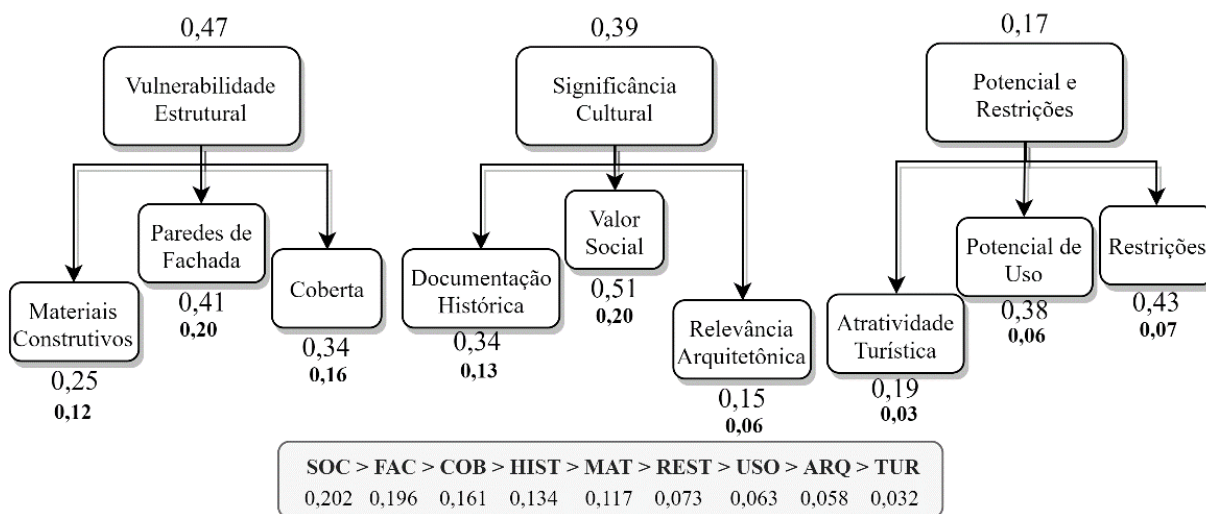 0,47
Vulnerabilidade
Estrutural
Materiais
Construtivos
0,25
0,12
Paredes de
Fachada
0,41
0,20
Coberta
0,34
0,16
0,39
Significância
Cultural
Documentação
Histórica
0,34
0,13
Valor
Social
0,51
0,20
Relevância
Arquitetônica
0,15
0,06
0,17
Potencial e
Restrições
Atratividade
Turística
0,19
0,03
Potencial de
Uso
0,38
0,06
Restrições
0,43
0,07
SOC > FAC > COB > HIST > MAT > REST > USO > ARQ > TUR
0,202 0,196 0,161 0,134 0,117 0,073 0,063 0,058 0,032